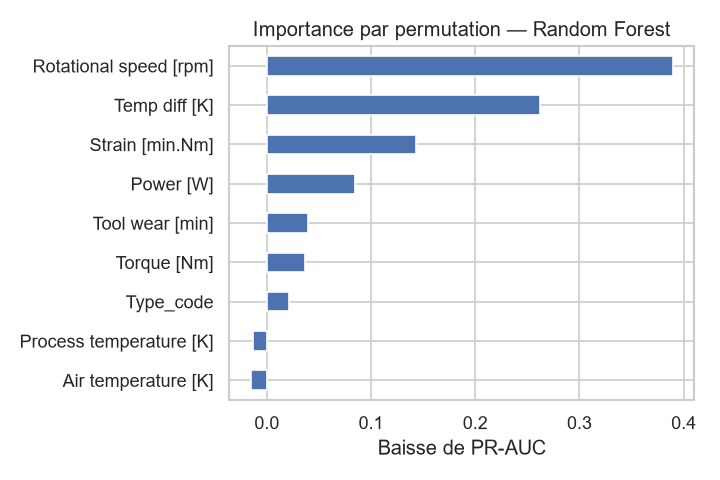 Importance par permutation — Random Forest
Rotational speed [rpm]
Temp diff [K]
Strain [min.Nm]
Power [W]
Tool wear [min]
Torque [Nm]
Type_code
Process temperature [K]
Air temperature [K]
0.0 0.1 0.2 0.3 0.4
Baisse de PR-AUC